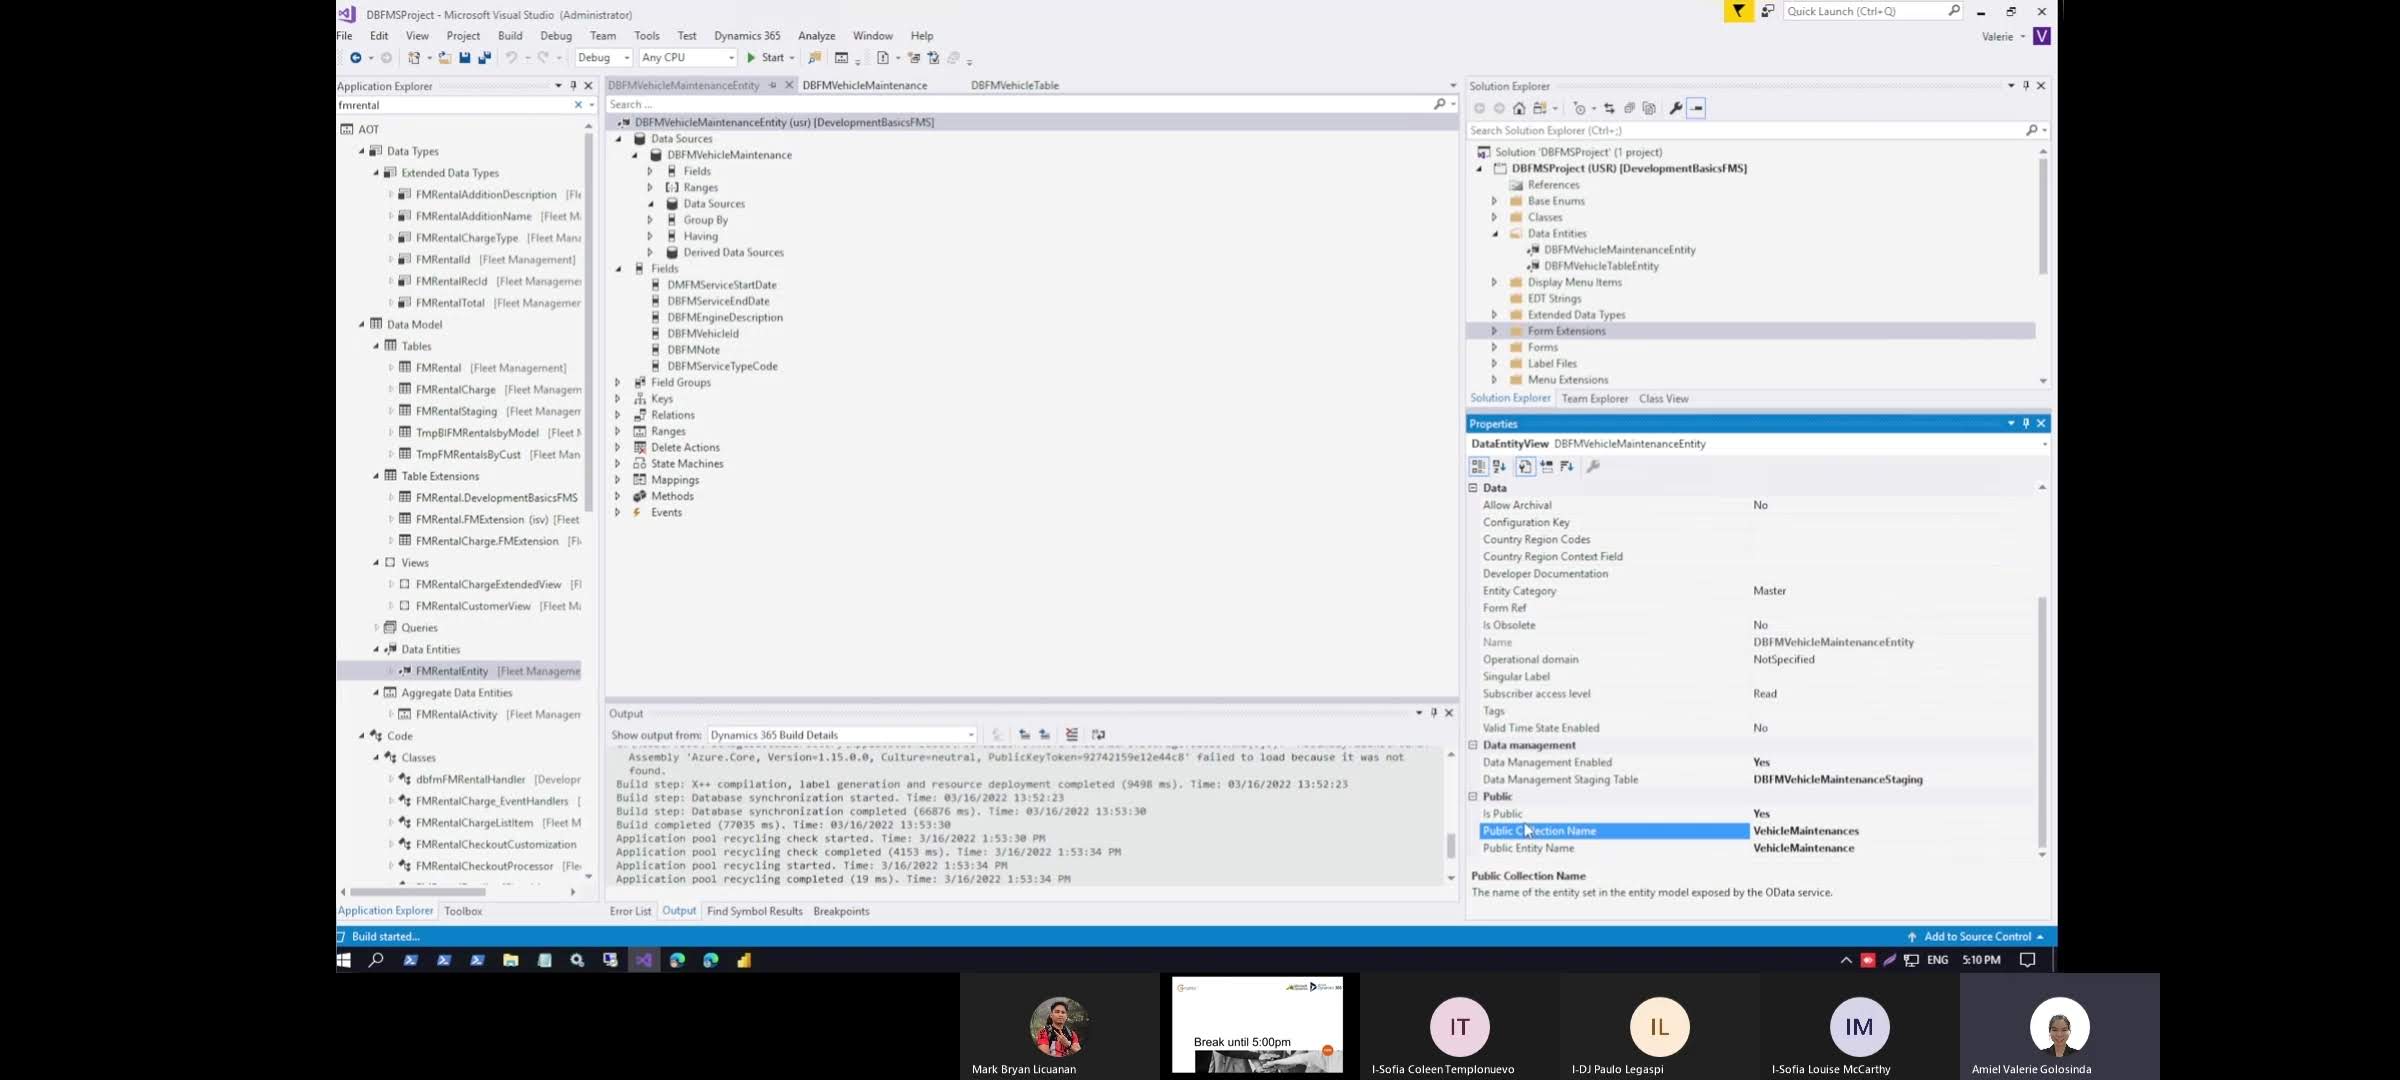 DBFMSProject - Microsoft Visual Studio (Administrator)
Quick Launch (Ctrl+Q)
File Edit View Project Build Debug Team Tools Test Dynamics 365 Analyze Window Help
Valerie
V
Debug Any CPU Start
Application Explorer
fmrental
AOT
Data Types
Extended Data Types
FMRentalAdditionDescription [Fle
FMRentalAdditionName [Fleet M
FMRentalChargeType [Fleet Mana
FMRentalId [Fleet Management]
FMRentalRecId [Fleet Manageme
FMRentalTotal [Fleet Managemer
Data Model
Tables
FMRental [Fleet Management]
FMRentalCharge [Fleet Managem
FMRentalStaging [Fleet Managem
TmpBIFMRentalsbyModel [Fleet M
TmpFMRentalsByCust [Fleet Man
Table Extensions
FMRental.DevelopmentBasicsFMS
FMRental.FMExtension (isv) [Fleet
FMRentalCharge.FMExtension [Fl
Views
FMRentalChargeExtendedView [Fl
FMRentalCustomerView [Fleet Ma
Queries
Data Entities
FMRentalEntity [Fleet Manageme
Aggregate Data Entities
FMRentalActivity [Fleet Managem
Code
Classes
dbfmFMRentalHandler [Developr
FMRentalCharge_EventHandlers [
FMRentalChargeListItem [Fleet M
FMRentalCheckoutCustomization
FMRentalCheckoutProcessor [Fle
Application Explorer Toolbox
DBFMVehicleMaintenanceEntity DBFMVehicleMaintenance DBFMVehicleTable
Search ...
DBFMVehicleMaintenanceEntity (usr) [DevelopmentBasicsFMS]
Data Sources
DBFMVehicleMaintenance
Fields
Ranges
Data Sources
Group By
Having
Derived Data Sources
Fields
DMFMServiceStartDate
DBFMServiceEndDate
DBFMEngineDescription
DBFMVehicleId
DBFMNote
DBFMServiceTypeCode
Field Groups
Keys
Relations
Ranges
Delete Actions
State Machines
Mappings
Methods
Events
Output
Show output from: Dynamics 365 Build Details
Assembly 'Azure.Core, Version=1.15.0.0, Culture=neutral, PublicKeyToken=92742159e12e44c8' failed to load because it was not
found.
Build step: X++ compilation, label generation and resource deployment completed (9498 ms). Time: 03/16/2022 13:52:23
Build step: Database synchronization started. Time: 03/16/2022 13:52:23
Build step: Database synchronization completed (66876 ms). Time: 03/16/2022 13:53:30
Build completed (77035 ms). Time: 03/16/2022 13:53:30
Application pool recycling check started. Time: 3/16/2022 1:53:30 PM
Application pool recycling check completed (4153 ms). Time: 3/16/2022 1:53:34 PM
Application pool recycling started. Time: 3/16/2022 1:53:34 PM
Application pool recycling completed (19 ms). Time: 3/16/2022 1:53:34 PM
Error List Output Find Symbol Results Breakpoints
Solution Explorer
Search Solution Explorer (Ctrl+;)
Solution 'DBFMSProject' (1 project)
DBFMSProject (USR) [DevelopmentBasicsFMS]
References
Base Enums
Classes
Data Entities
DBFMVehicleMaintenanceEntity
DBFMVehicleTableEntity
Display Menu Items
EDT Strings
Extended Data Types
Form Extensions
Forms
Label Files
Menu Extensions
Solution Explorer Team Explorer Class View
Properties
DataEntityView DBFMVehicleMaintenanceEntity
Data
Allow Archival No
Configuration Key
Country Region Codes
Country Region Context Field
Developer Documentation
Entity Category Master
Form Ref
Is Obsolete No
Name DBFMVehicleMaintenanceEntity
Operational domain NotSpecified
Singular Label
Subscriber access level Read
Tags
Valid Time State Enabled No
Data management
Data Management Enabled Yes
Data Management Staging Table DBFMVehicleMaintenanceStaging
Public
Is Public Yes
Public Collection Name VehicleMaintenances
Public Entity Name VehicleMaintenance
Public Collection Name
The name of the entity set in the entity model exposed by the OData service.
Build started...
Add to Source Control
ENG 5:10 PM
Break until 5:00pm
IT
IL
IM
Mark Bryan Licuanan
I-Sofia Coleen Templonuevo
I-DJ Paulo Legaspi
I-Sofia Louise McCarthy
Amiel Valerie Golosinda